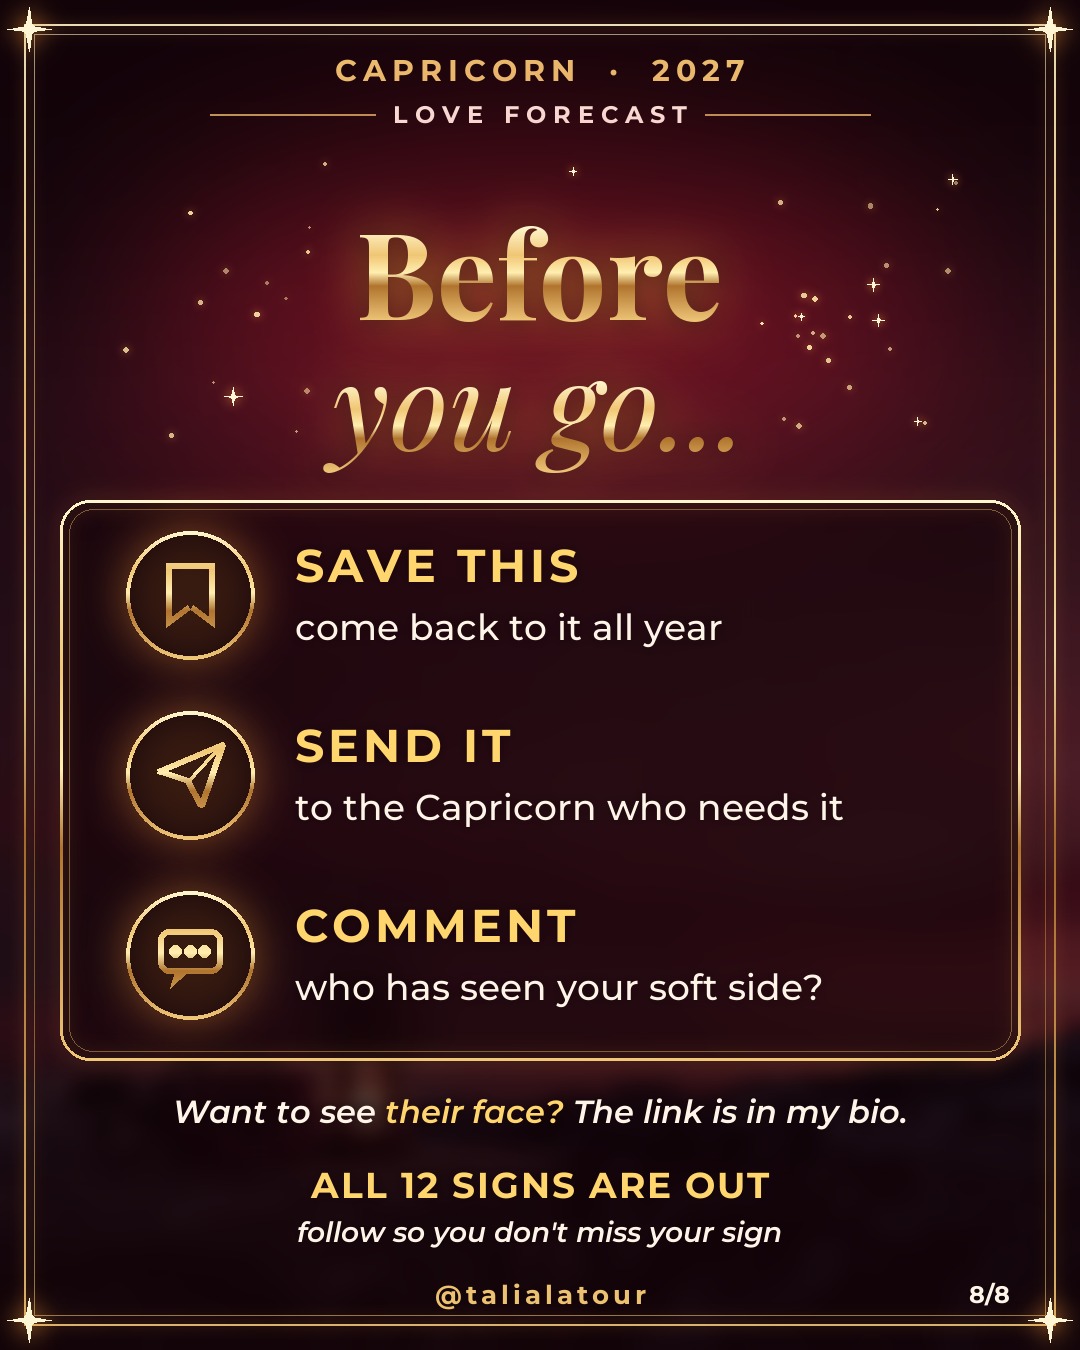 CAPRICORN · 2027
LOVE FORECAST
Before
you go...
SAVE THIS
come back to it all year
SEND IT
to the Capricorn who needs it
COMMENT
who has seen your soft side?
Want to see their face? The link is in my bio.
ALL 12 SIGNS ARE OUT
follow so you don't miss your sign
@talialatour
8/8